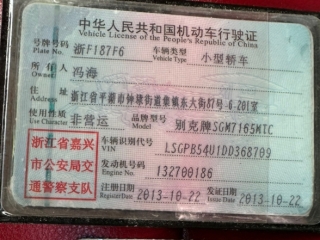 中华人民共和国机动车行驶证
Vehicle License of the People's Republic of China
号牌号码 浙F187F6 车辆类型 小型轿车
Plate No. Vehicle Type
所有人 冯海
Owner
住址 浙江省平湖市钟埭街道集镇东大街87号6-201室
Address
使用性质 非营运 品牌型号 别克牌SGM7165MTC
Use Character Model
浙江省嘉兴市公安局交通警察支队
车辆识别代号 LSGPB54U1DD368709
VIN
发动机号码 132700186
Engine No.
注册日期 2013-10-22 发证日期 2013-10-22
Register Date Issue Date